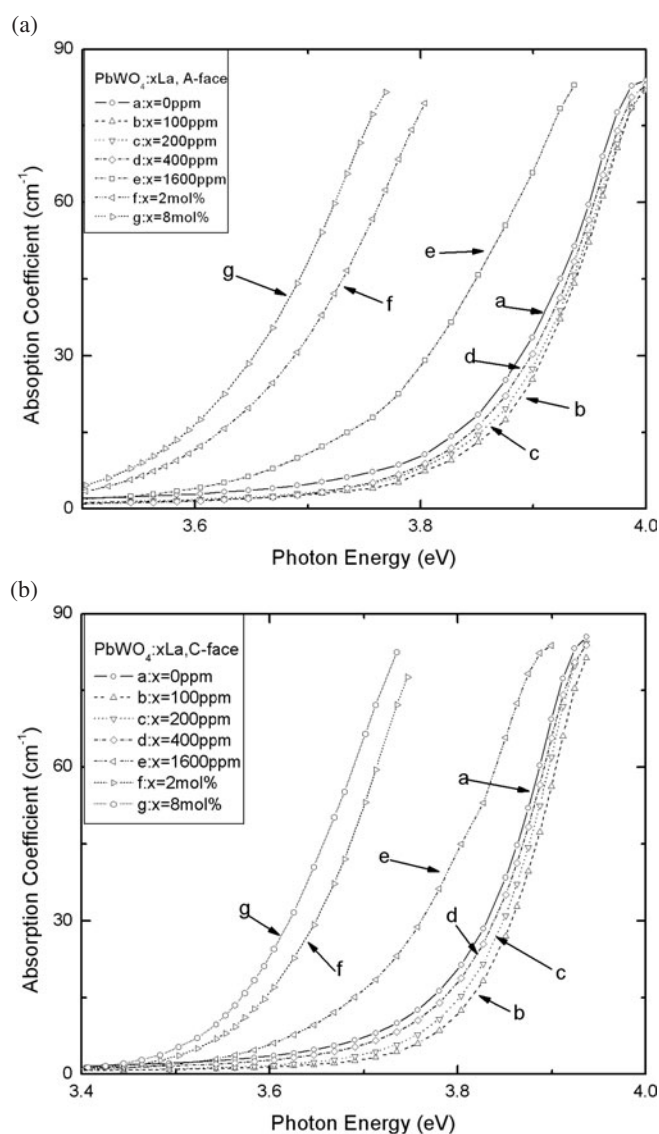 (a)
90
PbWO4:xLa, A-face
a:x=0ppm
b:x=100ppm
c:x=200ppm
d:x=400ppm
e:x=1600ppm
f:x=2mol%
g:x=8mol%
60
30
0
Absoption Coefficient (cm-1)
g
f
e
a
d
b
c
3.6
3.8
4.0
Photon Energy (eV)
(b)
90
PbWO4:xLa,C-face
a:x=0ppm
b:x=100ppm
c:x=200ppm
d:x=400ppm
e:x=1600ppm
f:x=2mol%
g:x=8mol%
60
30
0
Absorption Coefficient (cm-1)
a
e
g
f
d
c
b
3.4
3.6
3.8
4.0
Photon Energy (eV)